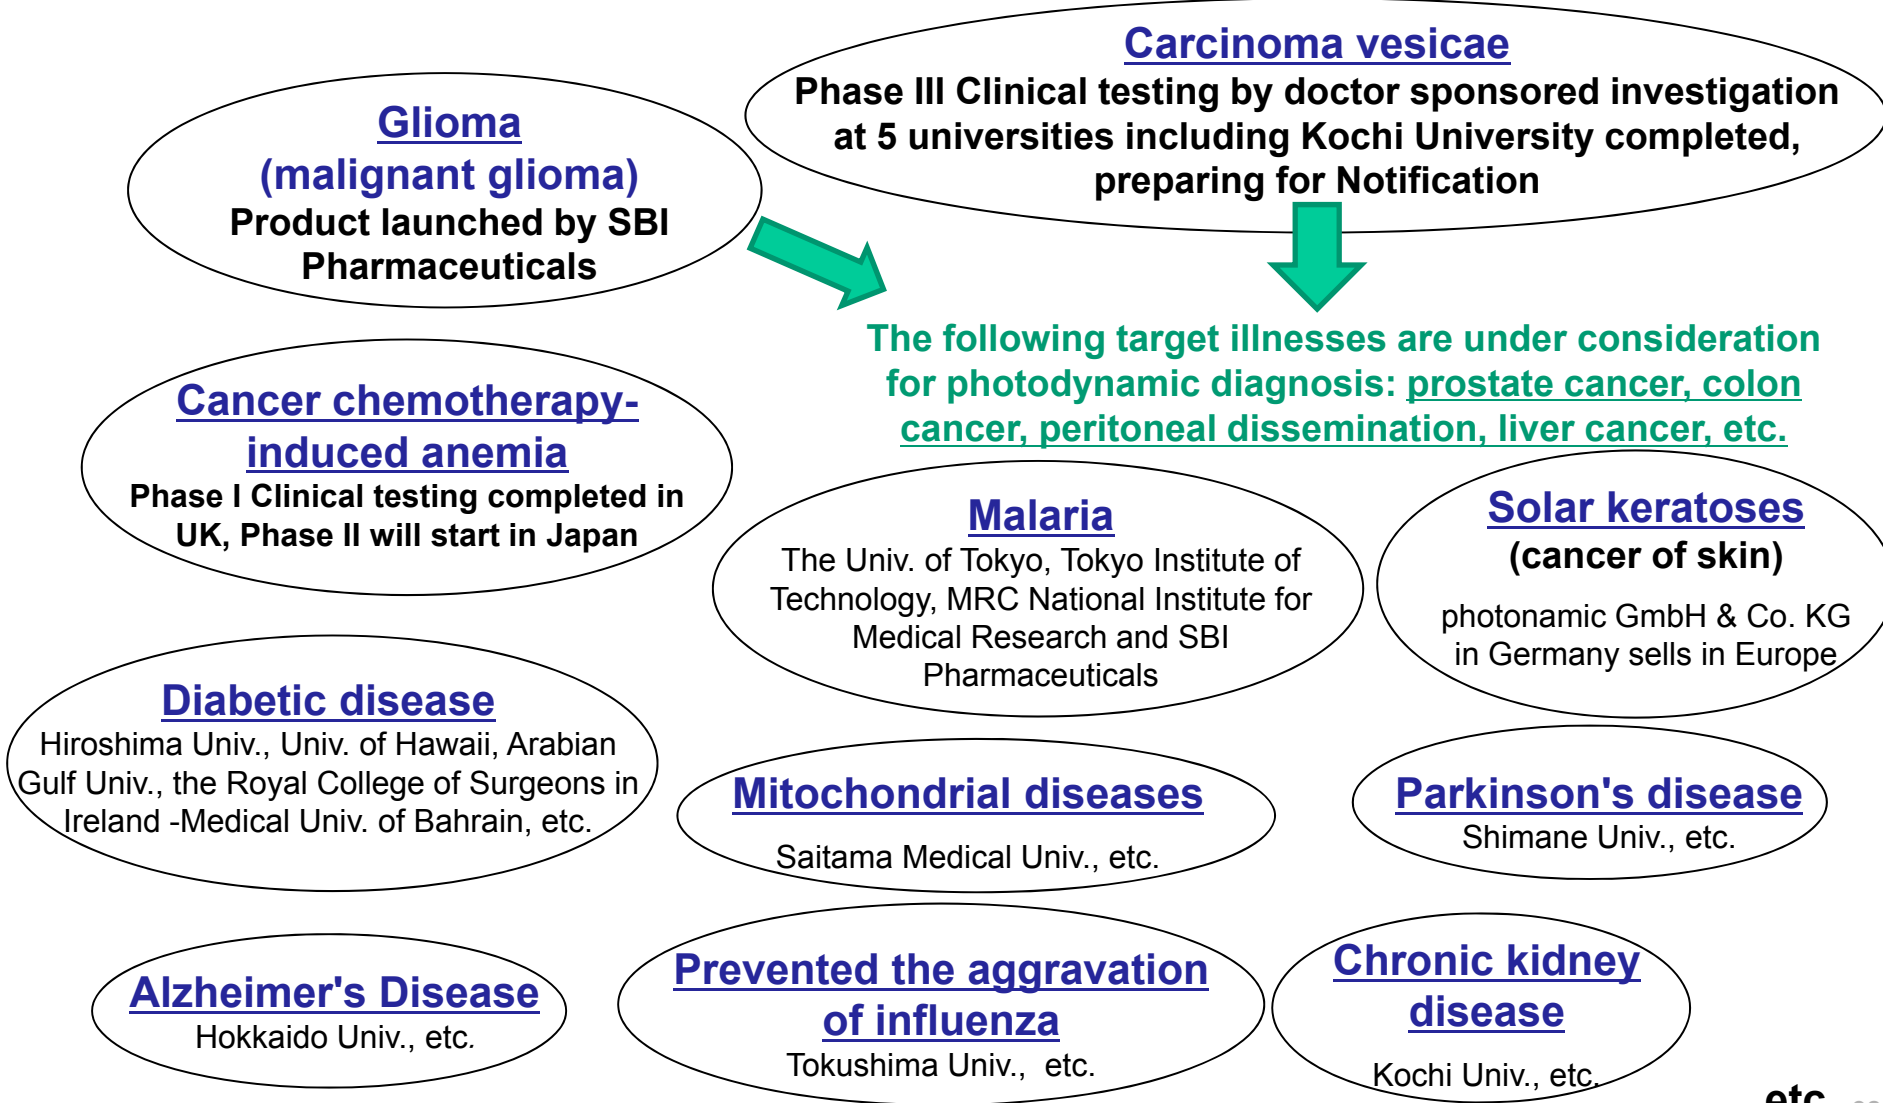 Carcinoma vesicae
Phase III Clinical testing by doctor sponsored investigation
at 5 universities including Kochi University completed,
preparing for Notification
Glioma
(malignant glioma)
Product launched by SBI
Pharmaceuticals
The following target illnesses are under consideration
for photodynamic diagnosis: prostate cancer, colon
cancer, peritoneal dissemination, liver cancer, etc.
Cancer chemotherapy-
induced anemia
Phase I Clinical testing completed in
UK, Phase II will start in Japan
Malaria
The Univ. of Tokyo, Tokyo Institute of
Technology, MRC National Institute for
Medical Research and SBI
Pharmaceuticals
Solar keratoses
(cancer of skin)
photonamic GmbH & Co. KG
in Germany sells in Europe
Diabetic disease
Hiroshima Univ., Univ. of Hawaii, Arabian
Gulf Univ., the Royal College of Surgeons in
Ireland -Medical Univ. of Bahrain, etc.
Mitochondrial diseases
Saitama Medical Univ., etc.
Parkinson's disease
Shimane Univ., etc.
Alzheimer's Disease
Hokkaido Univ., etc.
Prevented the aggravation
of influenza
Tokushima Univ., etc.
Chronic kidney
disease
Kochi Univ., etc.
etc